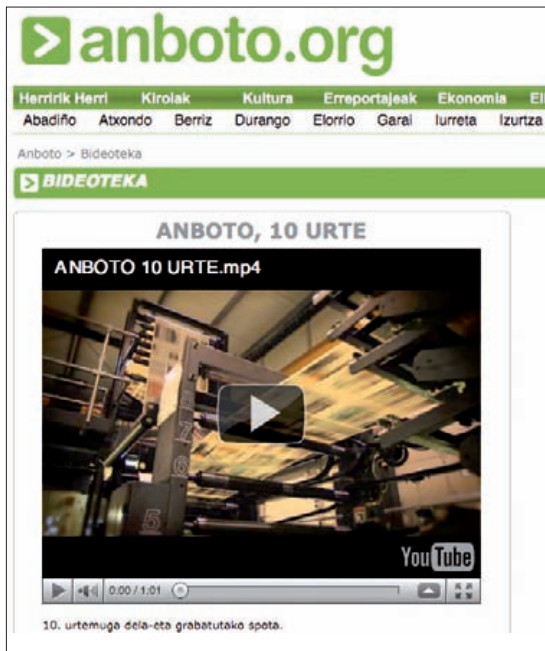 anboto.org
Herririk Herri Kirolak Kultura Erreportajeak Ekonomia
Abadiño Atxondo Berriz Durango Elorrio Garai Iurreta Izurtza
Anboto > Bideoteka
BIDEOTEKA
ANBOTO, 10 URTE
ANBOTO 10 URTE.mp4
5
YouTube
0:00 / 1:01
10. urtemuga dela-eta grabatutako spota.